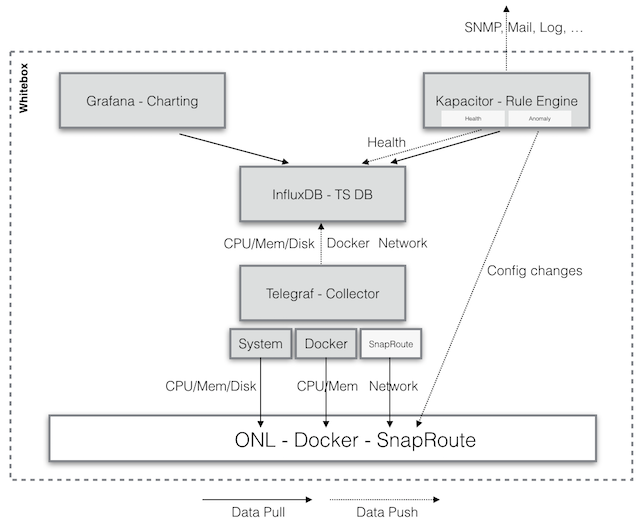 SNMP, Mail, Log, ...
Whitebox
Grafana - Charting
Kapacitor - Rule Engine
Health
Anomaly
Health
InfluxDB - TS DB
CPU/Mem/Disk
Docker
Network
Config changes
Telegraf - Collector
System
Docker
SnapRoute
CPU/Mem/Disk
CPU/Mem
Network
ONL - Docker - SnapRoute
Data Pull
Data Push